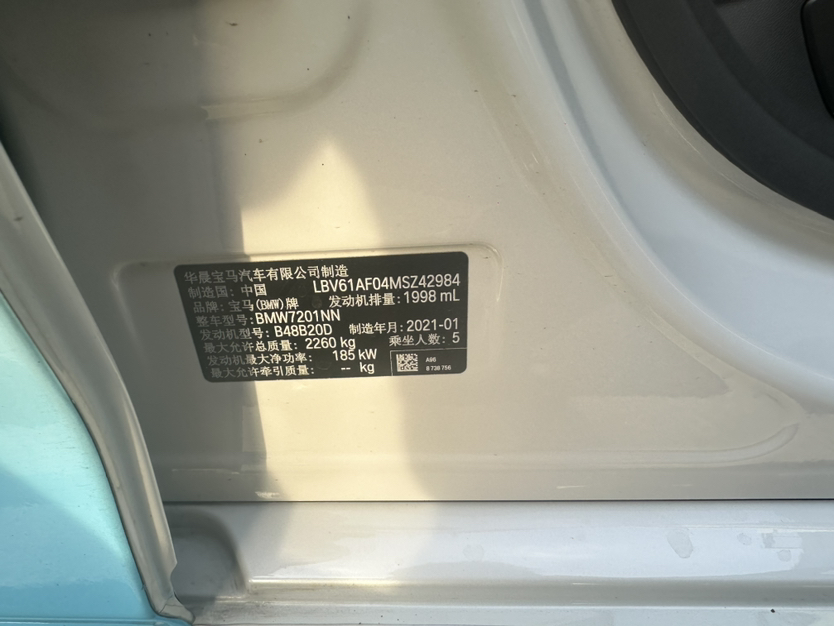 华晨宝马汽车有限公司制造
制造国：中国 LBV61AF04MSZ42984
品牌：宝马(BMW)牌 发动机排量：1998 mL
整车型号：BMW7201NN
发动机型号：B48B20D 制造年月：2021-01
最大允许总质量：2260 kg 乘坐人数：5
发动机最大净功率：185 kW
最大允许牵引质量：-- kg
A96
8 738 756